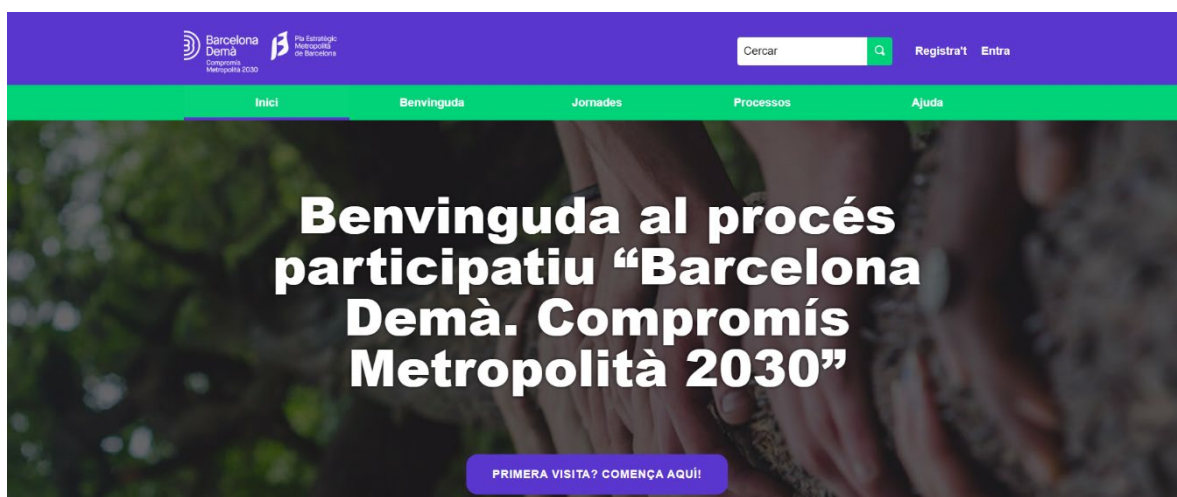 Barcelona
Demà
Compromís
Metropolità 2030
Pla Estratègic
Metropolità
de Barcelona
Cercar
Registra't Entra
Inici Benvinguda Jornades Processos Ajuda
Benvinguda al procés
participatiu “Barcelona
Demà. Compromís
Metropolità 2030”
PRIMERA VISITA? COMENÇA AQUÍ!